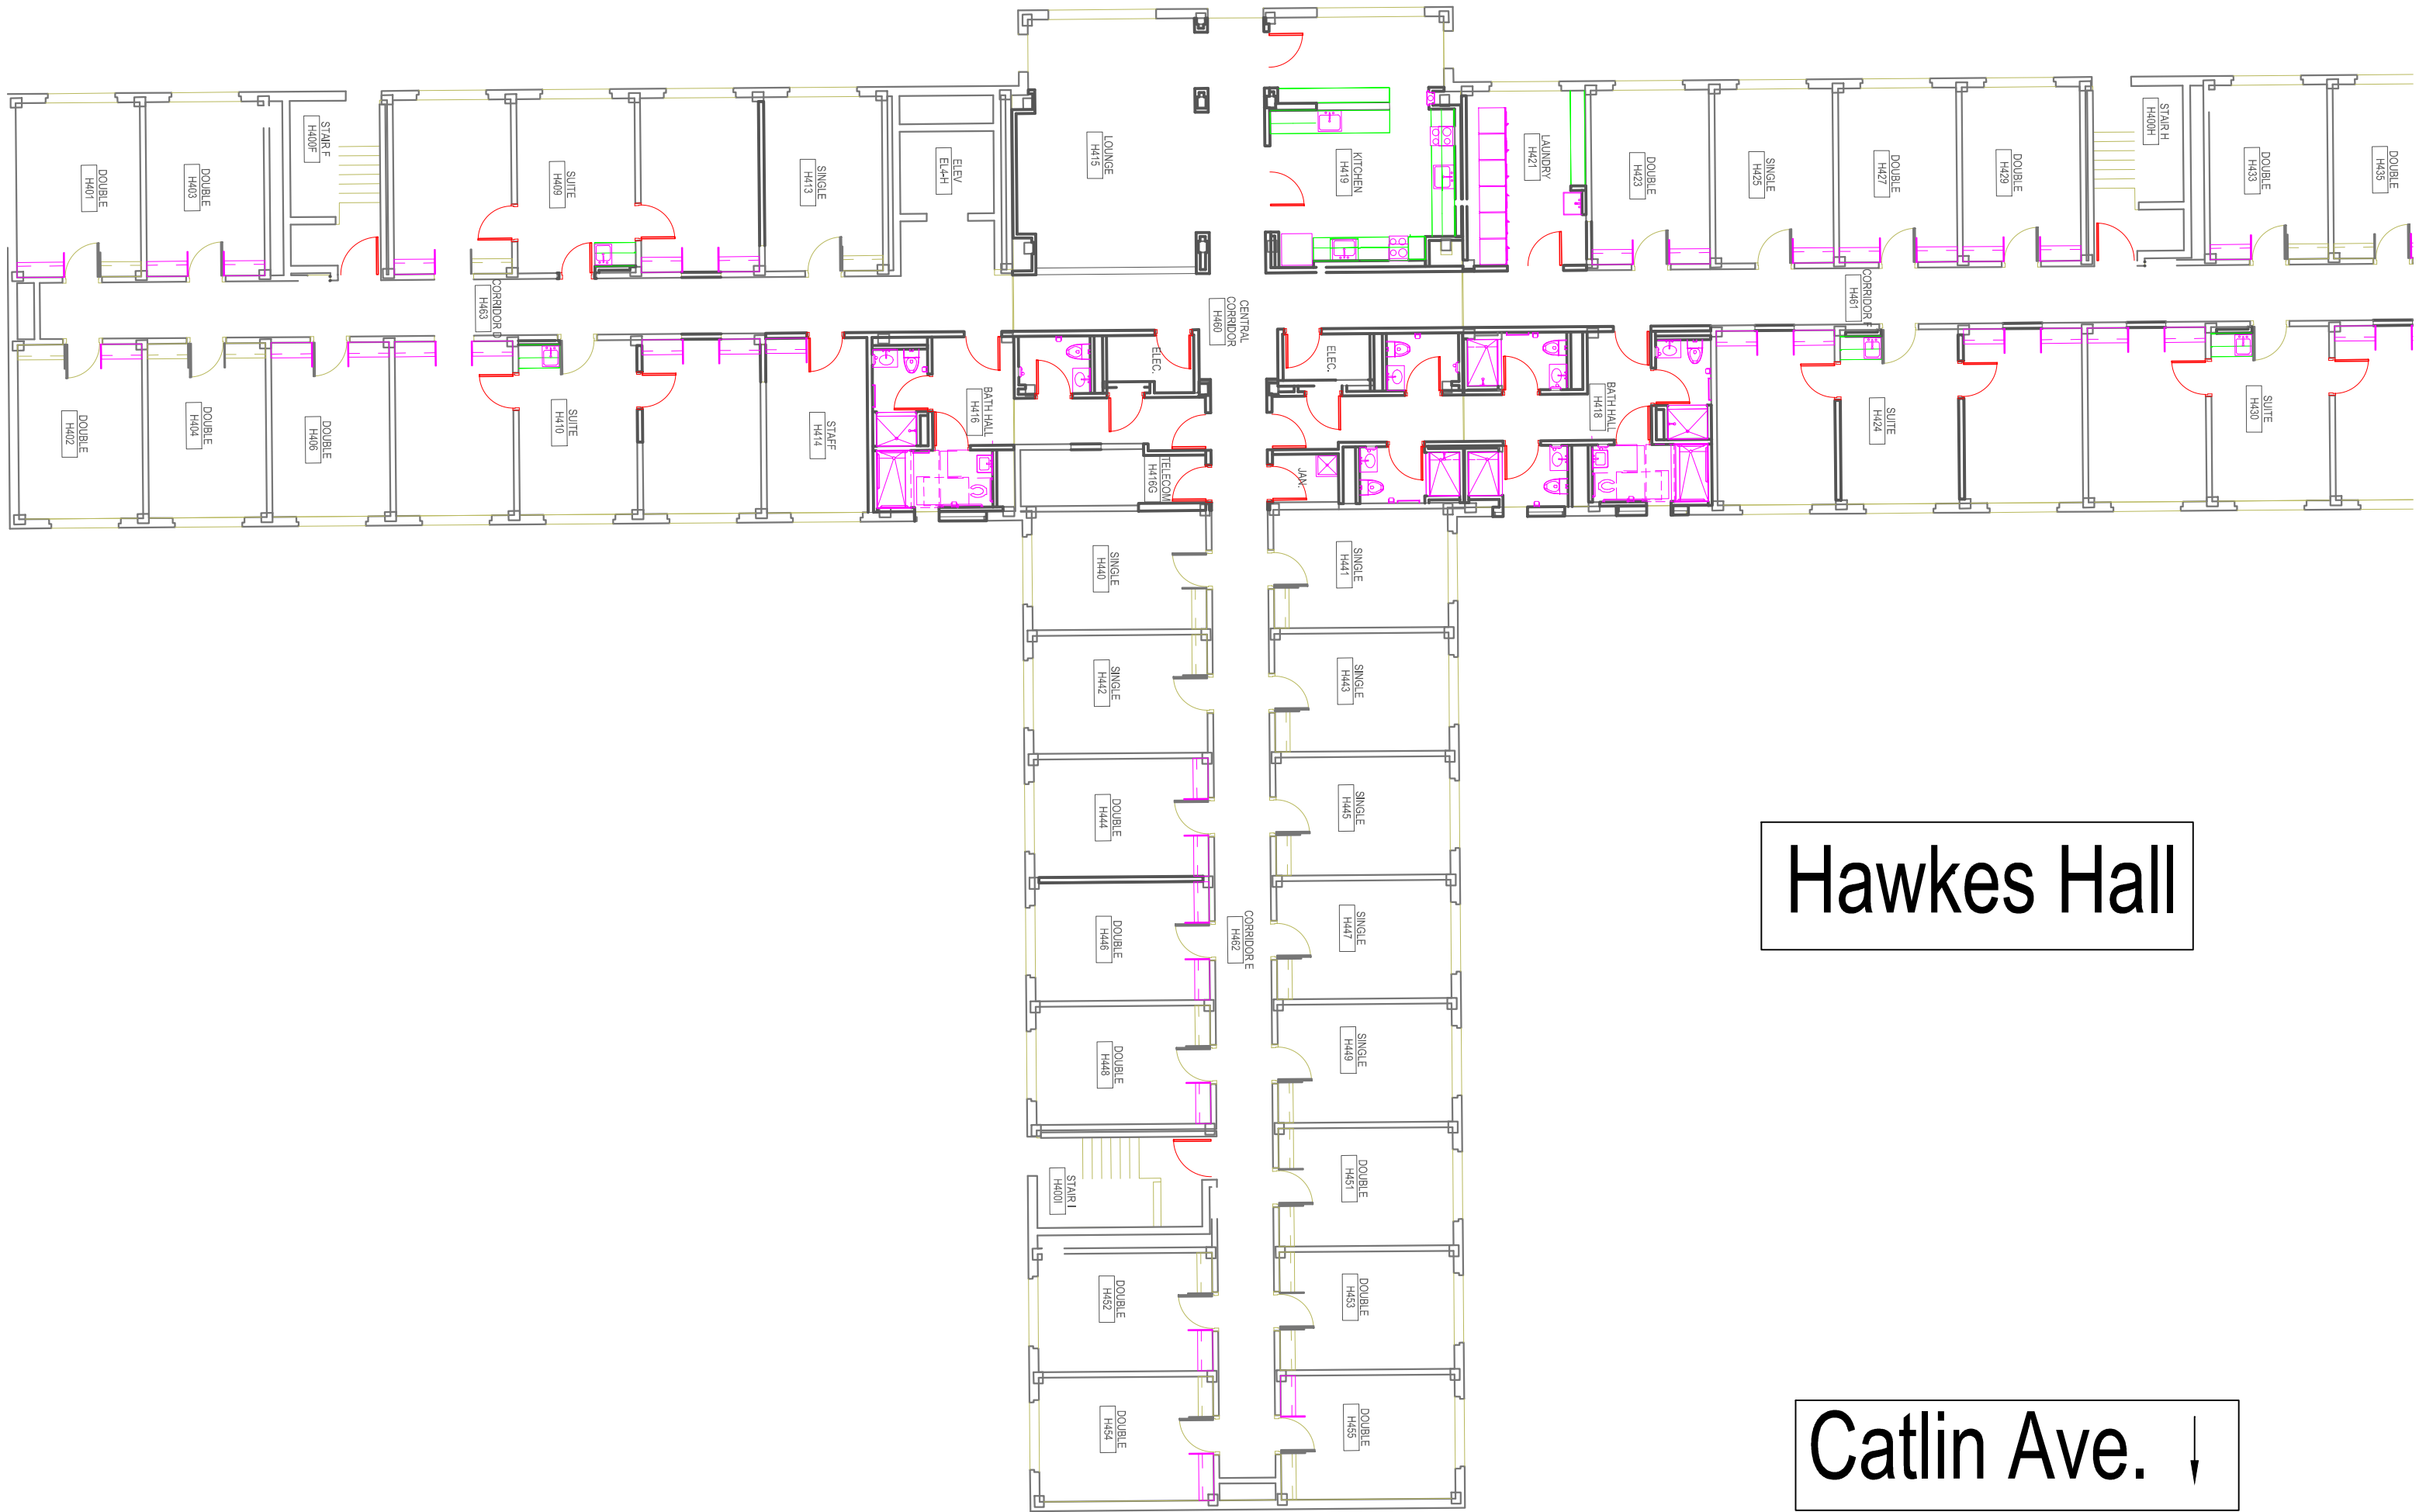 DOUBLE
H401
DOUBLE
H403
STAIR F
H400F
SUITE
H409
SINGLE
H413
ELEV
EL4-H
LOUNGE
H415
KITCHEN
H419
LAUNDRY
H421
DOUBLE
H423
SINGLE
H425
DOUBLE
H427
DOUBLE
H429
STAIR H
H400H
DOUBLE
H433
DOUBLE
H435
CORRIDOR D
H463
CENTRAL
CORRIDOR
H460
CORRIDOR F
H461
DOUBLE
H402
DOUBLE
H404
DOUBLE
H406
SUITE
H410
STAFF
H414
BATH HALL
H416
ELEC.
TELECOM
H416G
ELEC.
JAN.
BATH HALL
H418
SUITE
H424
SUITE
H430
SINGLE
H440
SINGLE
H441
SINGLE
H442
SINGLE
H443
DOUBLE
H444
SINGLE
H445
DOUBLE
H446
CORRIDOR E
H462
SINGLE
H447
DOUBLE
H448
SINGLE
H449
STAIR I
H400I
DOUBLE
H451
DOUBLE
H452
DOUBLE
H453
DOUBLE
H454
DOUBLE
H455
Hawkes Hall
Catlin Ave. ↓